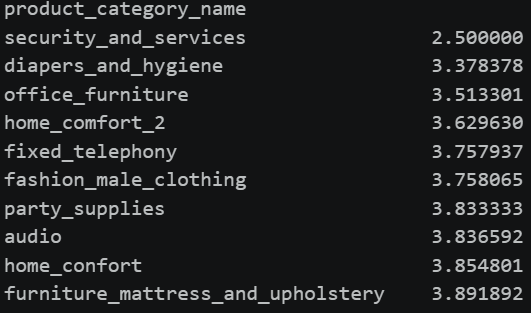 product_category_name
security_and_services 2.500000
diapers_and_hygiene 3.378378
office_furniture 3.513301
home_comfort_2 3.629630
fixed_telephony 3.757937
fashion_male_clothing 3.758065
party_supplies 3.833333
audio 3.836592
home_confort 3.854801
furniture_mattress_and_upholstery 3.891892